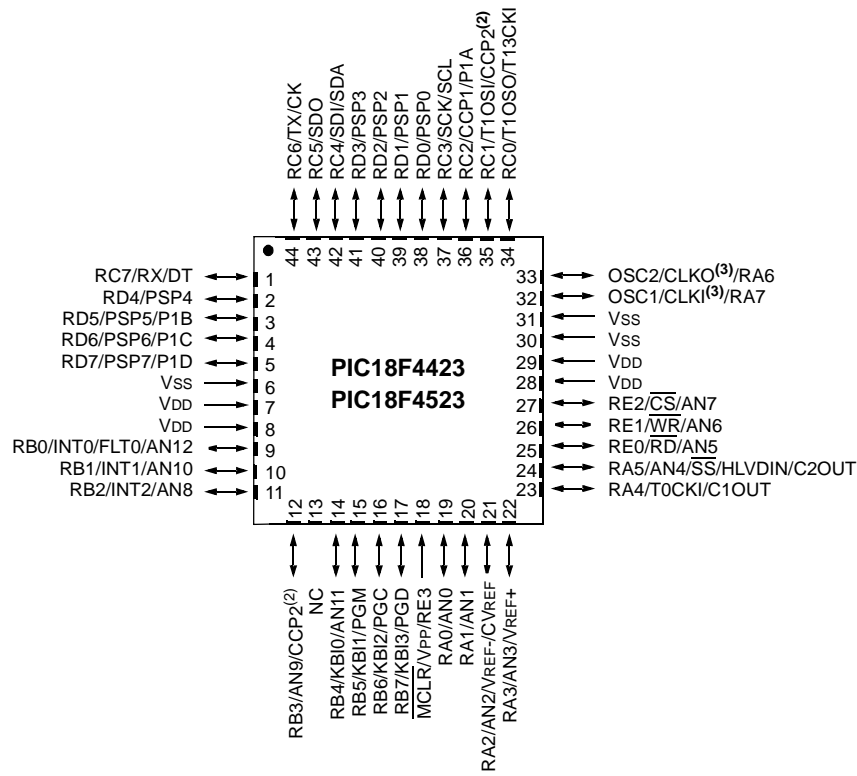 RC6/TX/CK
RC5/SDO
RC4/SDI/SDA
RD3/PSP3
RD2/PSP2
RD1/PSP1
RD0/PSP0
RC3/SCK/SCL
RC2/CCP1/P1A
RC1/T1OSI/CCP2(2)
RC0/T1OSO/T13CKI
44
43
42
41
40
39
38
37
36
35
34
RC7/RX/DT 1
RD4/PSP4 2
RD5/PSP5/P1B 3
RD6/PSP6/P1C 4
RD7/PSP7/P1D 5
VSS 6
VDD 7
VDD 8
RB0/INT0/FLT0/AN12 9
RB1/INT1/AN10 10
RB2/INT2/AN8 11
PIC18F4423
PIC18F4523
33 OSC2/CLKO(3)/RA6
32 OSC1/CLKI(3)/RA7
31 VSS
30 VSS
29 VDD
28 VDD
27 RE2/CS/AN7
26 RE1/WR/AN6
25 RE0/RD/AN5
24 RA5/AN4/SS/HLVDIN/C2OUT
23 RA4/T0CKI/C1OUT
12
13
14
15
16
17
18
19
20
21
22
RB3/AN9/CCP2(2)
NC
RB4/KBI0/AN11
RB5/KBI1/PGM
RB6/KBI2/PGC
RB7/KBI3/PGD
MCLR/VPP/RE3
RA0/AN0
RA1/AN1
RA2/AN2/VREF-/CVREF
RA3/AN3/VREF+